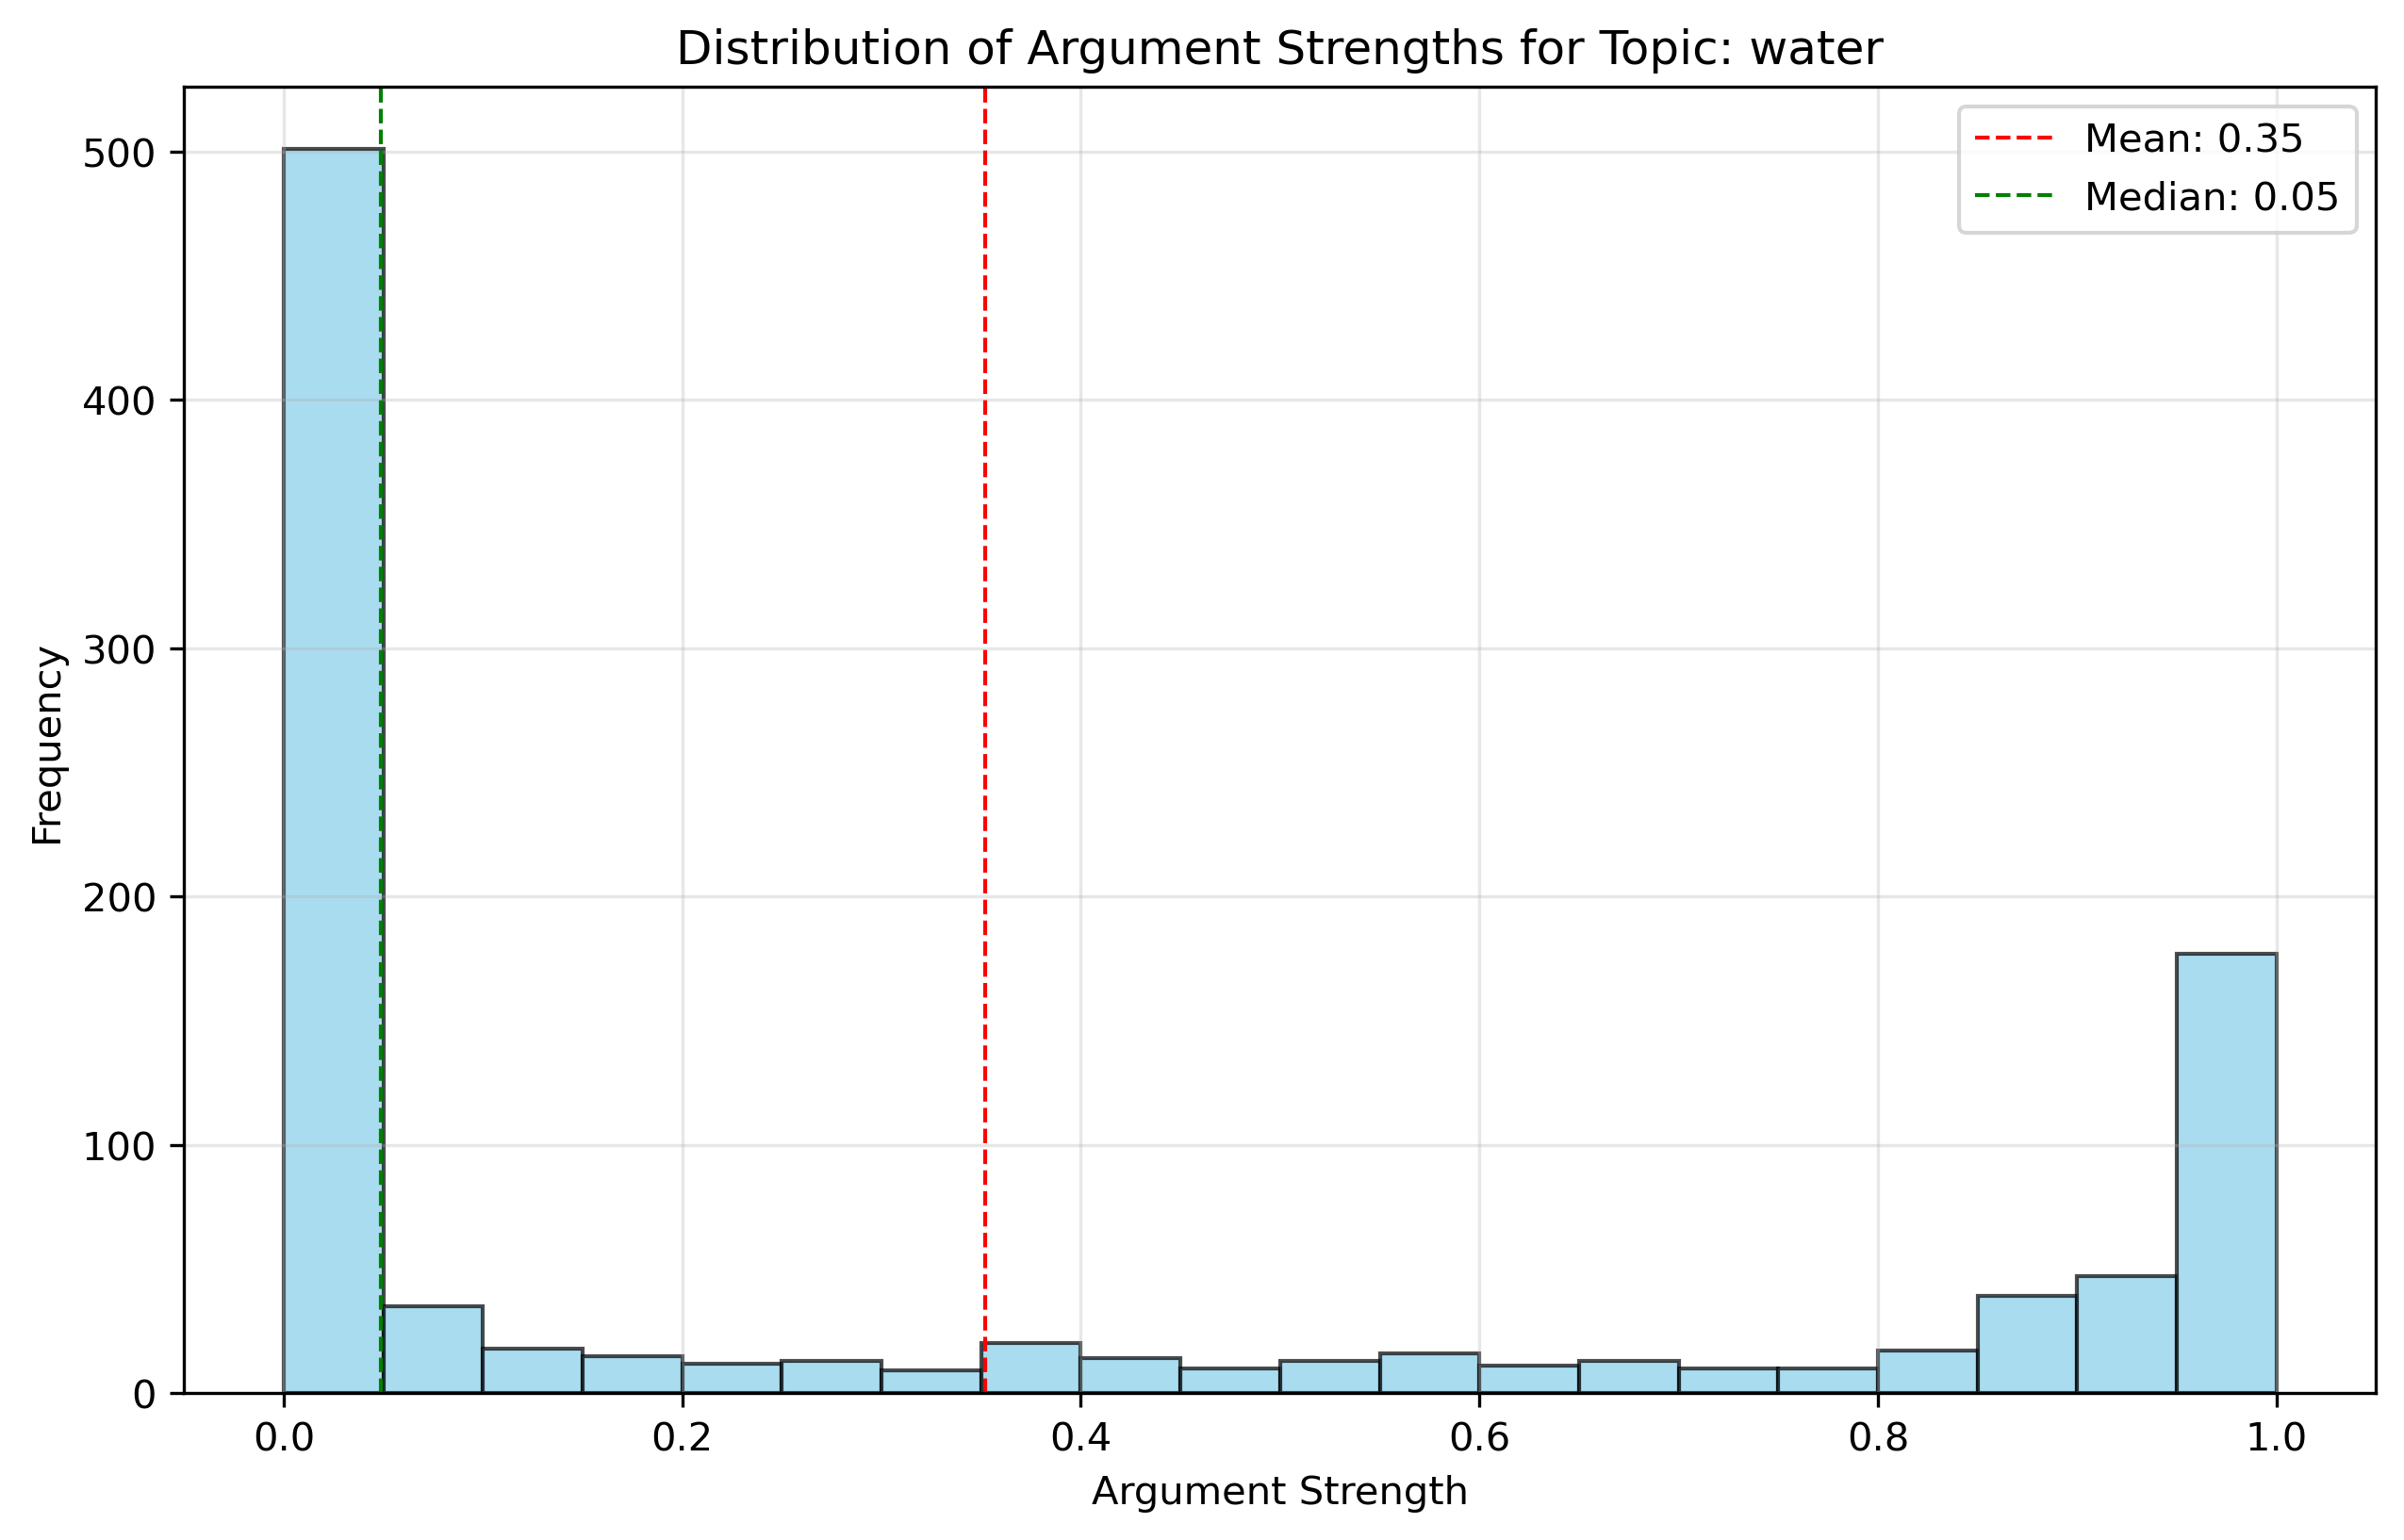 Distribution of Argument Strengths for Topic: water
Mean: 0.35
Median: 0.05
Frequency
500
400
300
200
100
0
0.0 0.2 0.4 0.6 0.8 1.0
Argument Strength